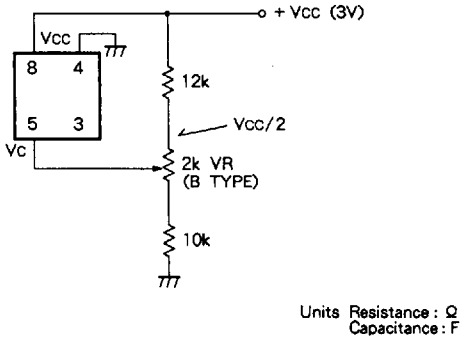 + VCC (3V)
VCC
8 4
12k
5 3
VCC/2
VC
2k VR
(B TYPE)
10k
Units Resistance : Ω
Capacitance : F